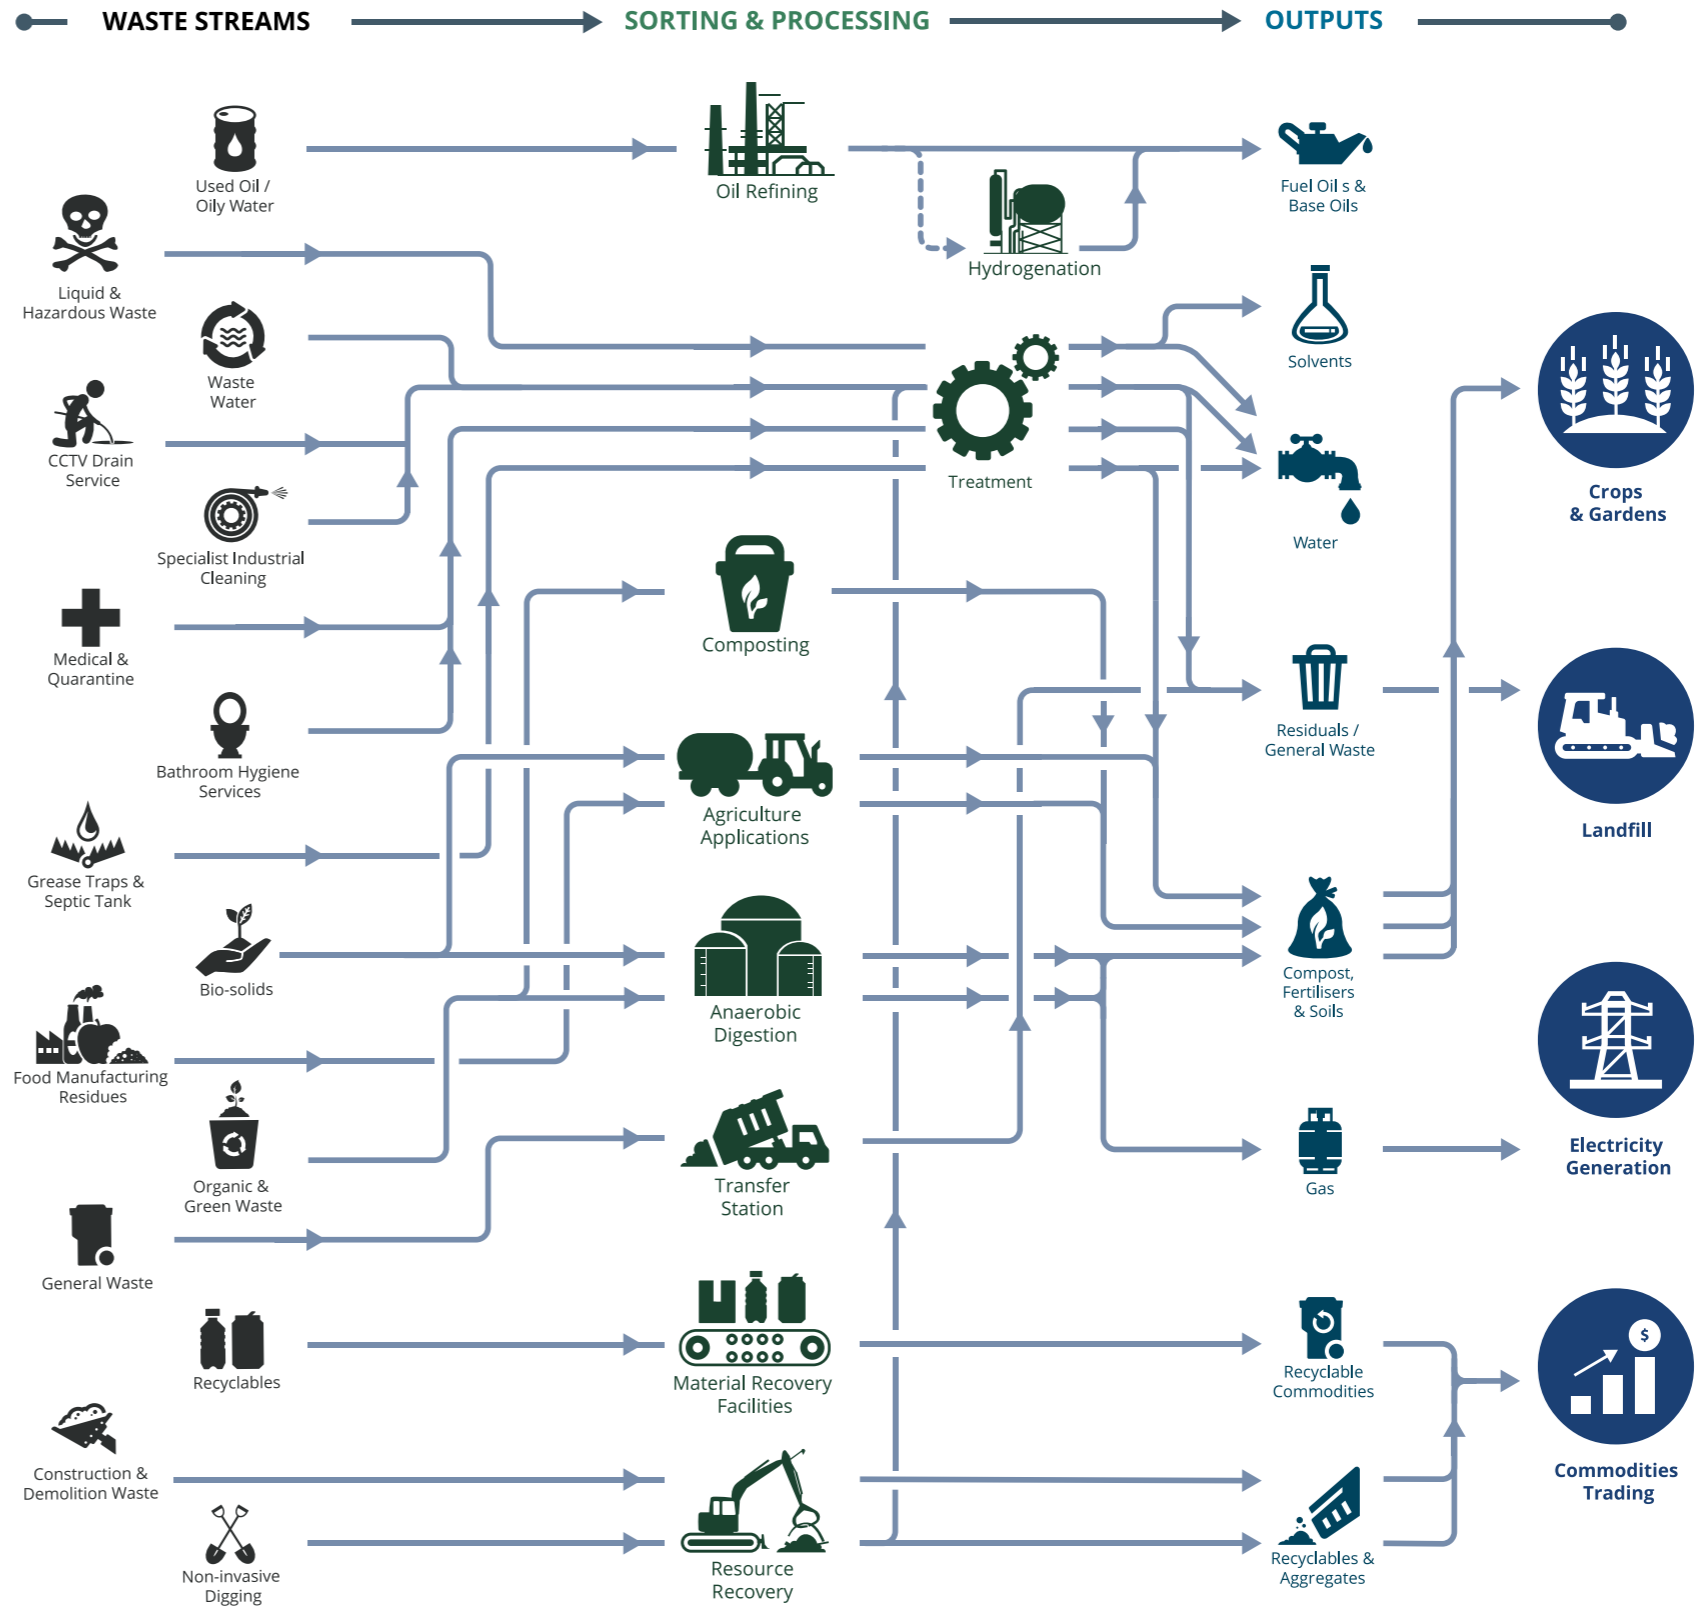 WASTE STREAMS
SORTING & PROCESSING
OUTPUTS
Used Oil /
Oily Water
Liquid &
Hazardous Waste
Waste
Water
CCTV Drain
Service
Specialist Industrial
Cleaning
Medical &
Quarantine
Bathroom Hygiene
Services
Grease Traps &
Septic Tank
Bio-solids
Food Manufacturing
Residues
Organic &
Green Waste
General Waste
Recyclables
Construction &
Demolition Waste
Non-invasive
Digging
Oil Refining
Hydrogenation
Treatment
Composting
Agriculture
Applications
Anaerobic
Digestion
Transfer
Station
Material Recovery
Facilities
Resource
Recovery
Fuel Oil s &
Base Oils
Solvents
Water
Residuals /
General Waste
Compost,
Fertilisers
& Soils
Gas
Recyclable
Commodities
Recyclables &
Aggregates
Crops
& Gardens
Landfill
Electricity
Generation
$
Commodities
Trading